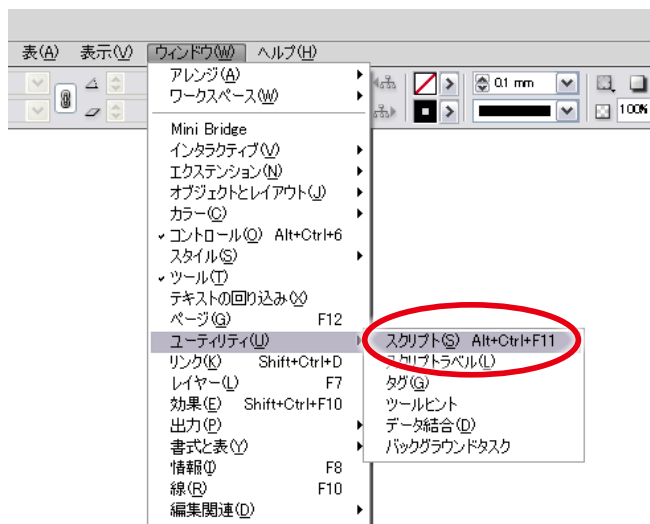 表(A) 表示(V) ウィンドウ(W) ヘルプ(H)
アレンジ(A)
ワークスペース(W)
0.1 mm
100%
Mini Bridge
インタラクティブ(V)
エクステンション(N)
オブジェクトとレイアウト(J)
カラー(C)
コントロール(O) Alt+Ctrl+6
スタイル(S)
ツール(T)
テキストの回り込み(X)
ページ(G) F12
ユーティリティ(U)
リンク(K) Shift+Ctrl+D
レイヤー(L) F7
効果(E) Shift+Ctrl+F10
出力(P)
書式と表(Y)
情報(I) F8
線(R) F10
編集関連(D)
スクリプト(S) Alt+Ctrl+F11
スクリプトラベル(L)
タグ(G)
ツールヒント
データ結合(D)
バックグラウンドタスク